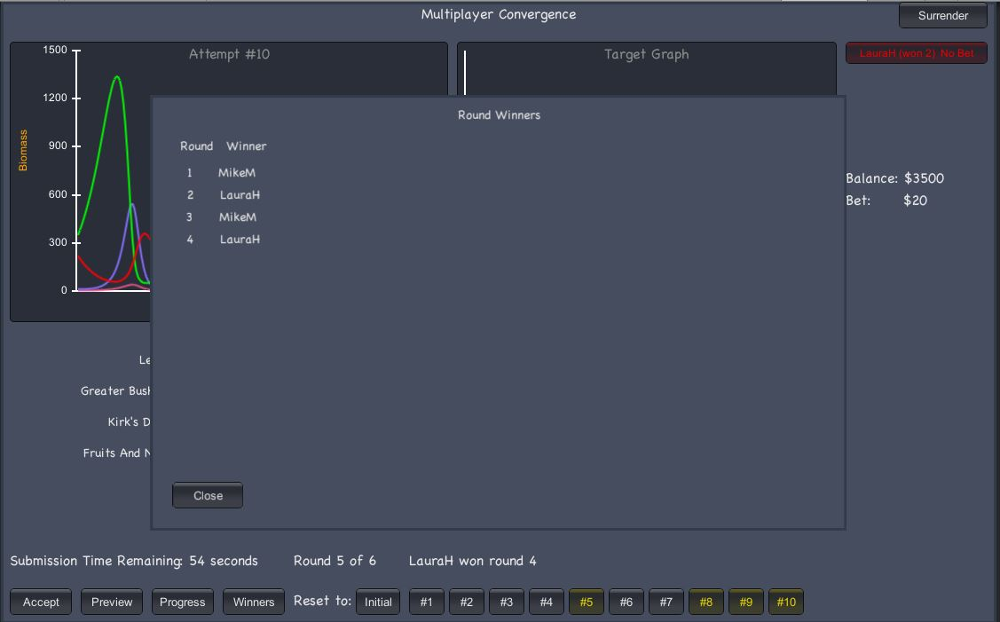 Multiplayer Convergence
Surrender
Attempt #10
Target Graph
LauraH (won 2) No Bet
1500
1200
900
600
300
0
Biomass
Round Winners
Round Winner
1 MikeM
2 LauraH
3 MikeM
4 LauraH
Close
Balance: $3500
Bet: $20
Le
Greater Bush
Kirk's D
Fruits And N
Submission Time Remaining: 54 seconds Round 5 of 6 LauraH won round 4
Accept Preview Progress Winners Reset to: Initial #1 #2 #3 #4 #5 #6 #7 #8 #9 #10